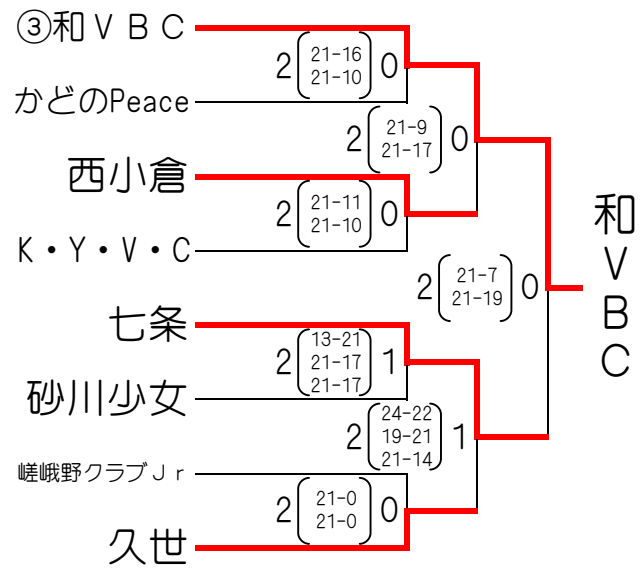 ③和ＶＢＣ
2 21-16 0
21-10
かどのPeace
2 21-9 0
21-17
西小倉
2 21-11 0
21-10
K・Y・V・C
2 21-7 0
21-19
和VBC
七条
2 13-21 1
21-17
21-17
砂川少女
2 24-22 1
19-21
21-14
嵯峨野クラブＪｒ
2 21-0 0
21-0
久世